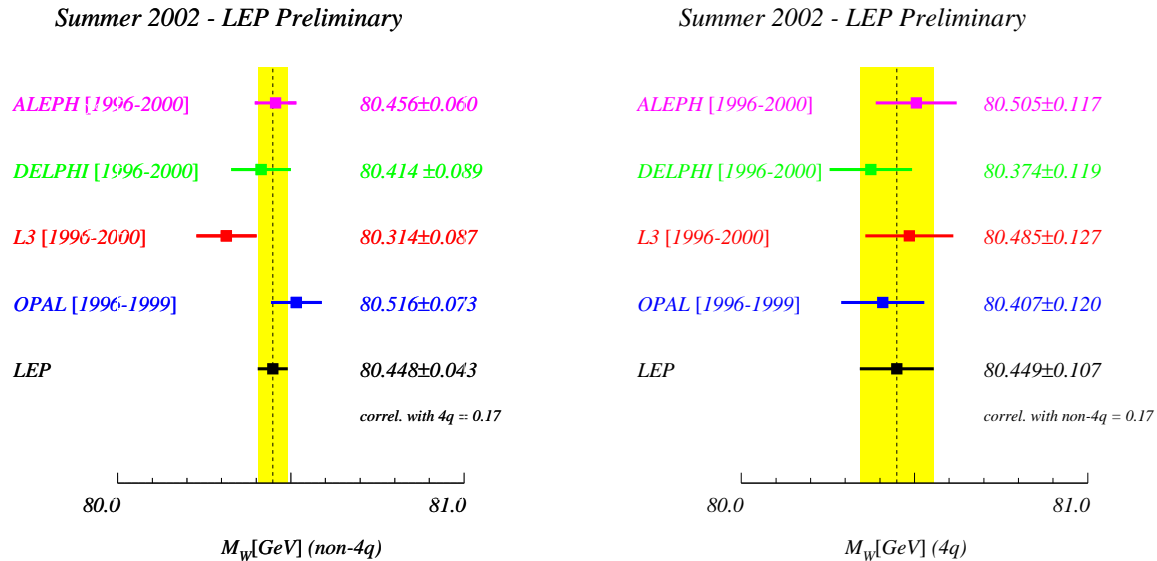 Summer 2002 - LEP Preliminary
ALEPH [1996-2000] 80.456±0.060
DELPHI [1996-2000] 80.414 ±0.089
L3 [1996-2000] 80.314±0.087
OPAL [1996-1999] 80.516±0.073
LEP 80.448±0.043
correl. with 4q = 0.17
80.0 81.0
M_W[GeV] (non-4q)
Summer 2002 - LEP Preliminary
ALEPH [1996-2000] 80.505±0.117
DELPHI [1996-2000] 80.374±0.119
L3 [1996-2000] 80.485±0.127
OPAL [1996-1999] 80.407±0.120
LEP 80.449±0.107
correl. with non-4q = 0.17
80.0 81.0
M_W[GeV] (4q)